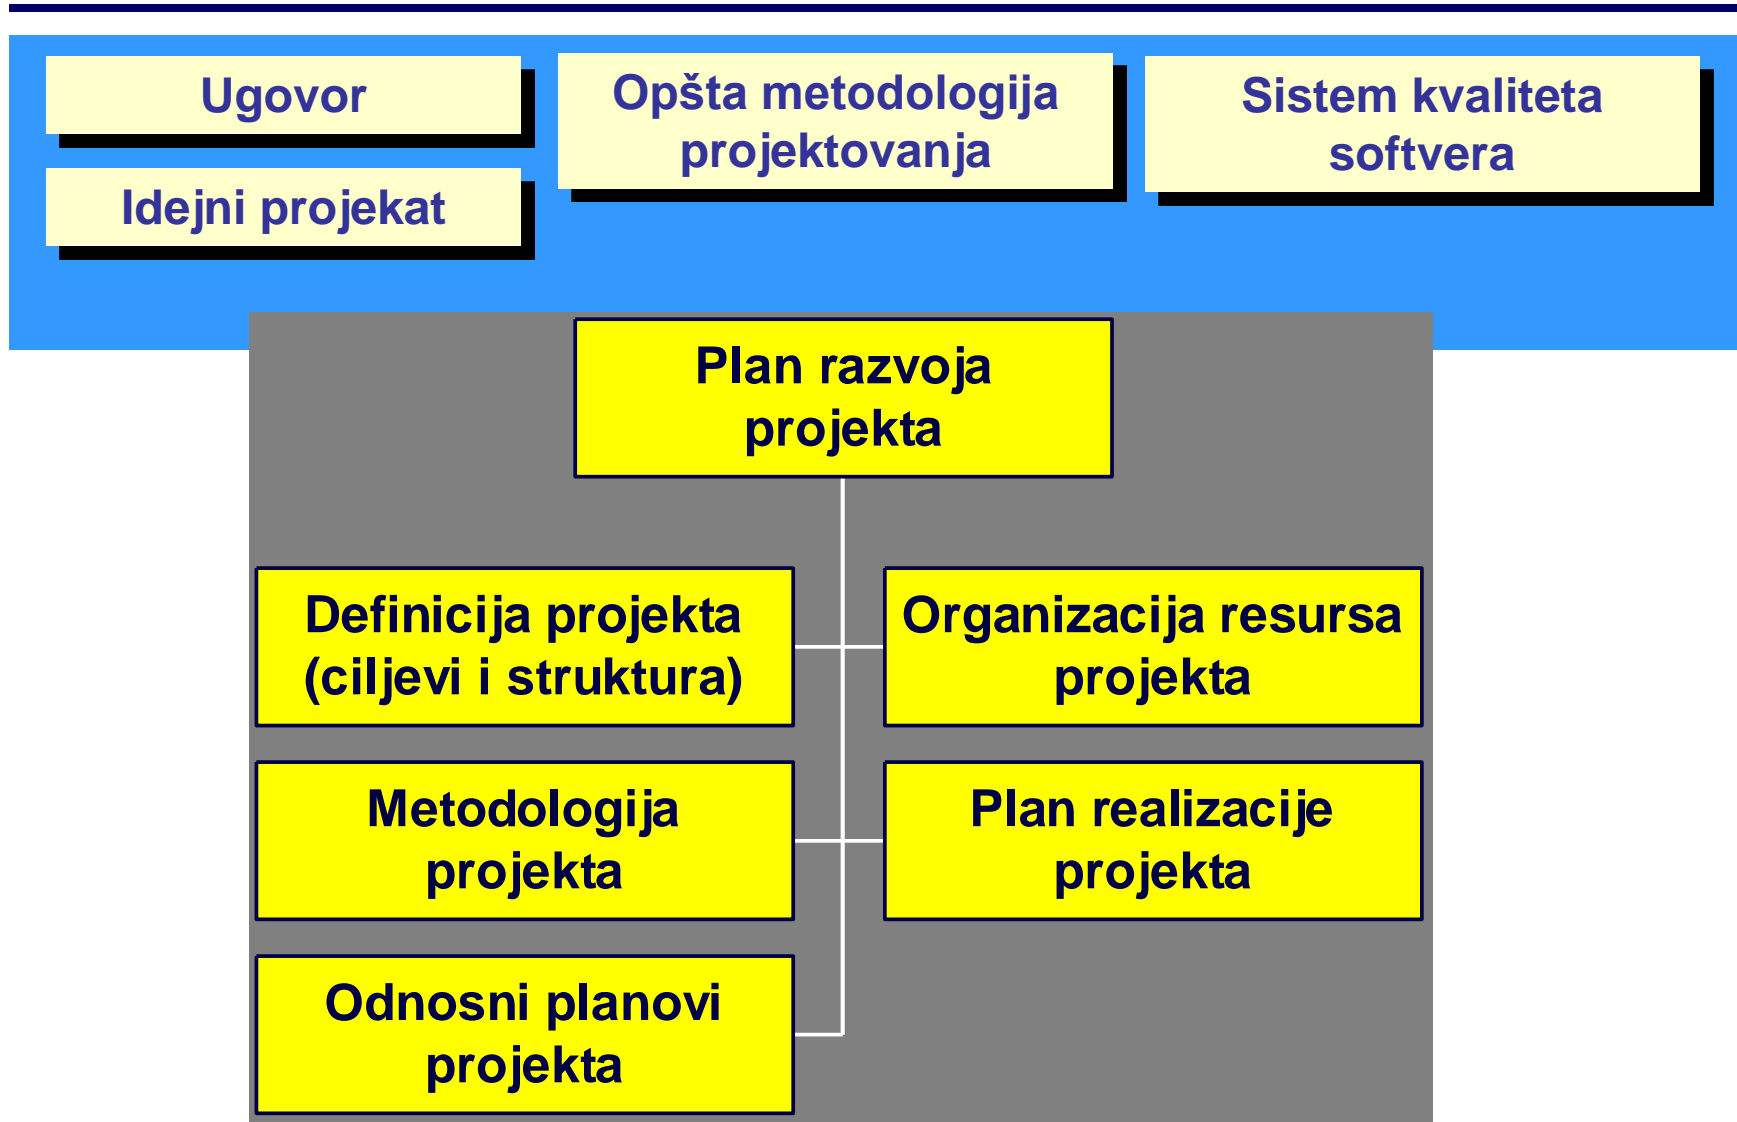 Ugovor
Idejni projekat
Opšta metodologija
projektovanja
Sistem kvaliteta
softvera
Plan razvoja
projekta
Definicija projekta
(ciljevi i struktura)
Organizacija resursa
projekta
Metodologija
projekta
Plan realizacije
projekta
Odnosni planovi
projekta